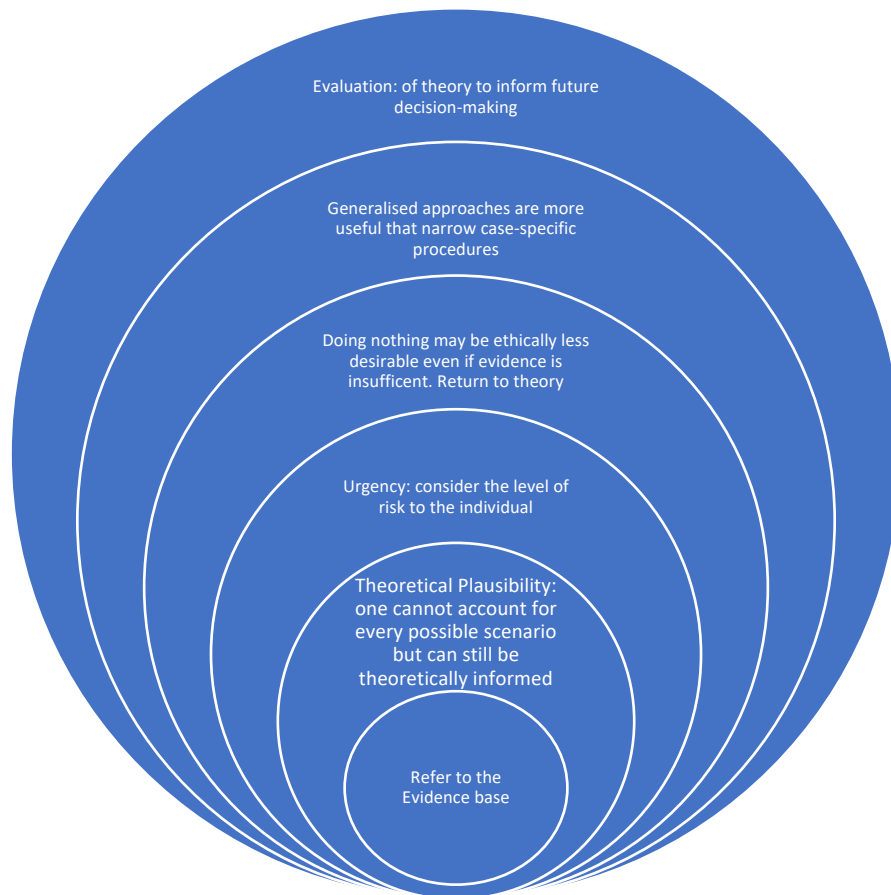 Evaluation: of theory to inform future
decision-making
Generalised approaches are more
useful that narrow case-specific
procedures
Doing nothing may be ethically less
desirable even if evidence is
insufficent. Return to theory
Urgency: consider the level of
risk to the individual
Theoretical Plausibility:
one cannot account for
every possible scenario
but can still be
theoretically informed
Refer to the
Evidence base